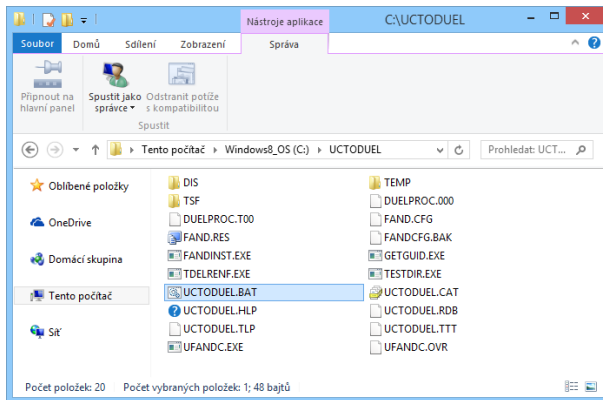 Nástroje aplikace
C:\UCTODUEL
Soubor Domů Sdílení Zobrazení Správa
Připnout na hlavní panel
Spustit jako správce
Odstranit potíže s kompatibilitou
Spustit
Tento počítač Windows8_OS (C:) UCTODUEL
Prohledat: UCT...
Oblíbené položky
OneDrive
Domácí skupina
Tento počítač
Síť
DIS
TEMP
TSF
DUELPROC.000
DUELPROC.T00
FAND.CFG
FAND.RES
FANDCFG.BAK
FANDINST.EXE
GETGUID.EXE
TDELRENF.EXE
TESTDIR.EXE
UCTODUEL.BAT
UCTODUEL.CAT
UCTODUEL.HLP
UCTODUEL.RDB
UCTODUEL.TLP
UCTODUEL.TTT
UFANDC.EXE
UFANDC.OVR
Počet položek: 20 Počet vybraných položek: 1; 48 bajtů